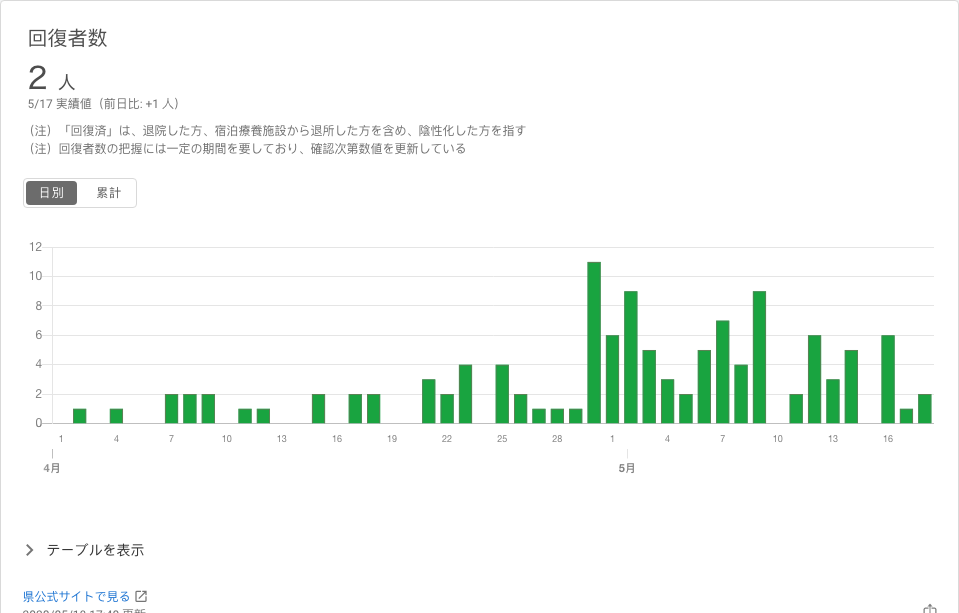 回復者数
2 人
5/17 実績値（前日比: +1 人）
（注）「回復済」は、退院した方、宿泊療養施設から退所した方を含め、陰性化した方を指す
（注）回復者数の把握には一定の期間を要しており、確認次第数値を更新している
日別 累計
12
10
8
6
4
2
0
1 4 7 10 13 16 19 22 25 28 1 4 7 10 13 16
4月 5月
テーブルを表示
県公式サイトで見る